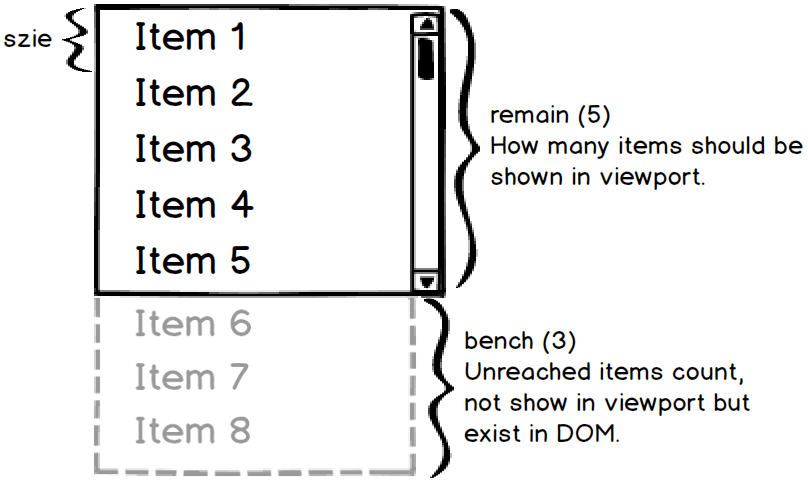 szie
Item 1
Item 2
Item 3
Item 4
Item 5
remain (5)
How many items should be
shown in viewport.
Item 6
Item 7
Item 8
bench (3)
Unreached items count,
not show in viewport but
exist in DOM.